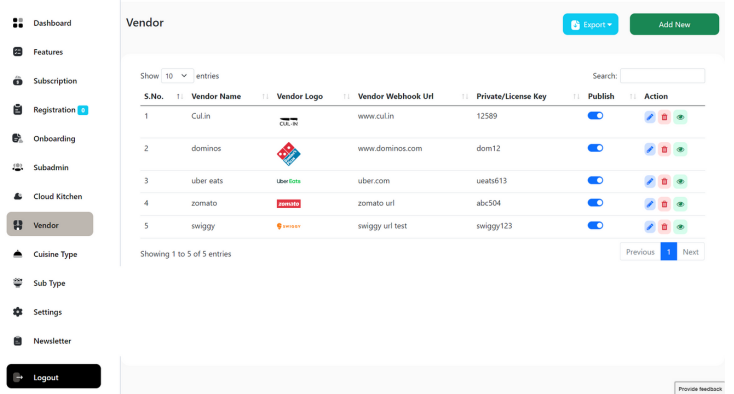 Dashboard
Features
Subscription
Registration 0
Onboarding
Subadmin
Cloud Kitchen
Vendor
Cuisine Type
Sub Type
Settings
Newsletter
Logout
Vendor
Export
Add New
Show 10 entries
Search:
S.No. Vendor Name Vendor Logo Vendor Webhook Url Private/License Key Publish Action
1 Cul.in CUL-IN www.cul.in 12589
2 dominos www.dominos.com dom12
3 uber eats Uber Eats uber.com ueats613
4 zomato zomato zomato url abc504
5 swiggy SWIGGY swiggy url test swiggy123
Showing 1 to 5 of 5 entries
Previous 1 Next
Provide feedback